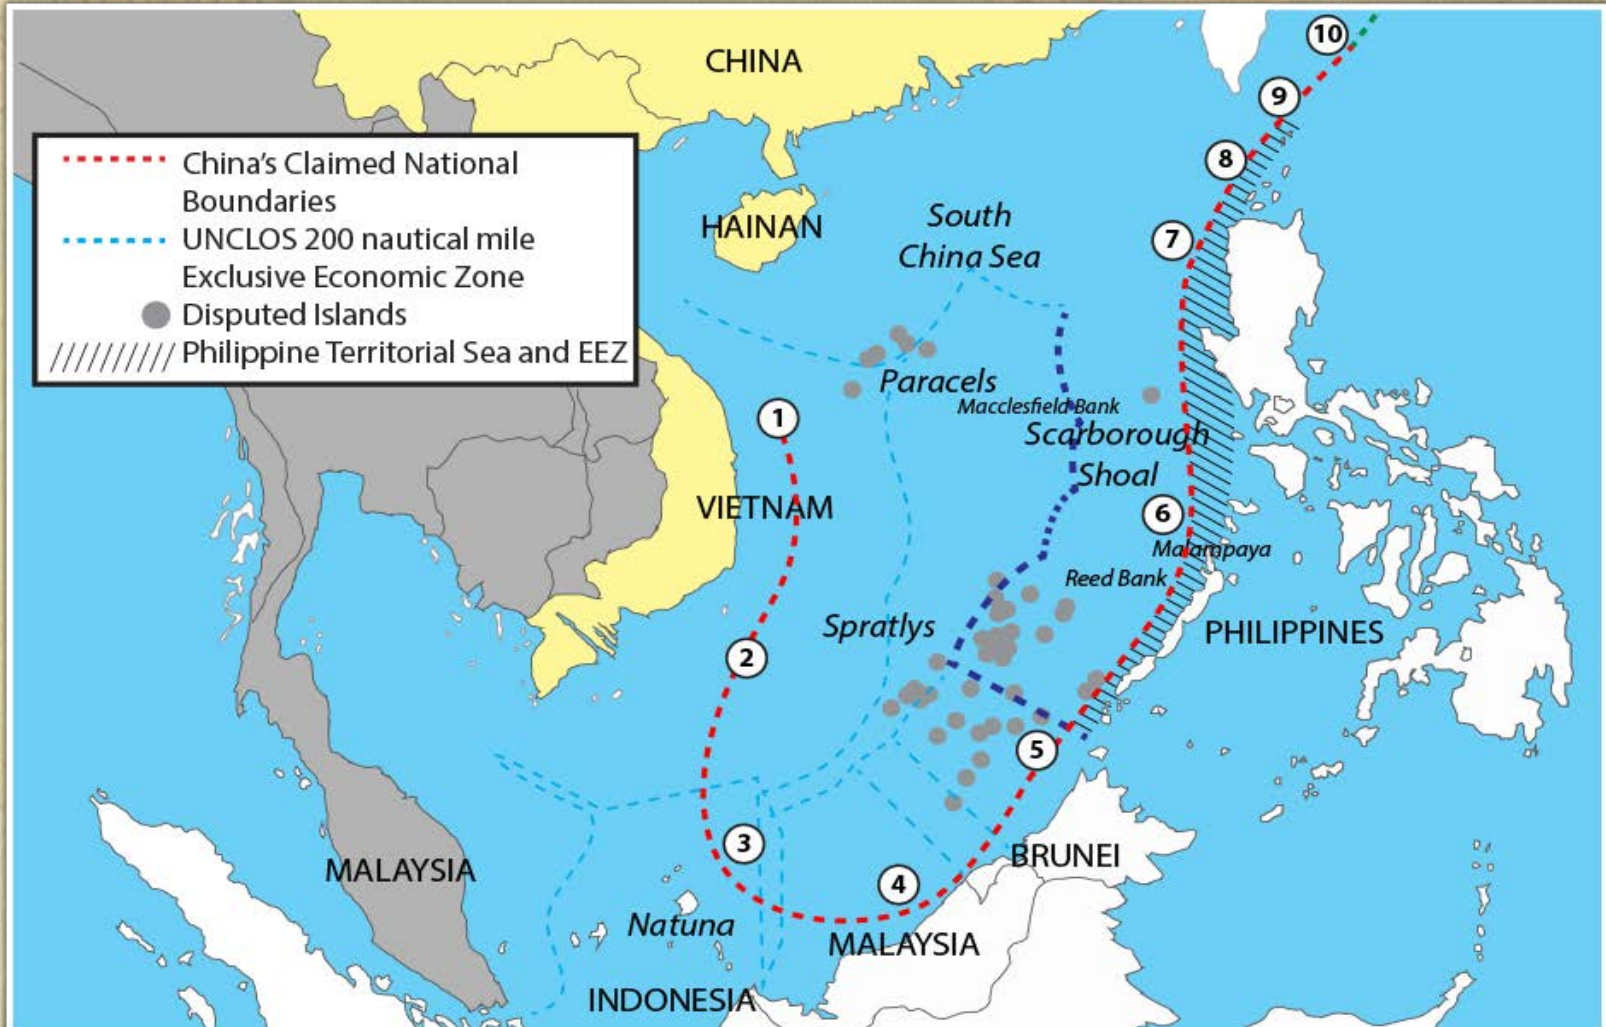 CHINA
10
9
China's Claimed National
Boundaries
UNCLOS 200 nautical mile
Exclusive Economic Zone
Disputed Islands
Philippine Territorial Sea and EEZ
8
HAINAN
South
China Sea
7
Paracels
Macclesfield Bank
1
Scarborough
Shoal
VIETNAM
6
Malampaya
Reed Bank
Spratlys
PHILIPPINES
2
5
3
BRUNEI
MALAYSIA
4
Natuna
MALAYSIA
INDONESIA